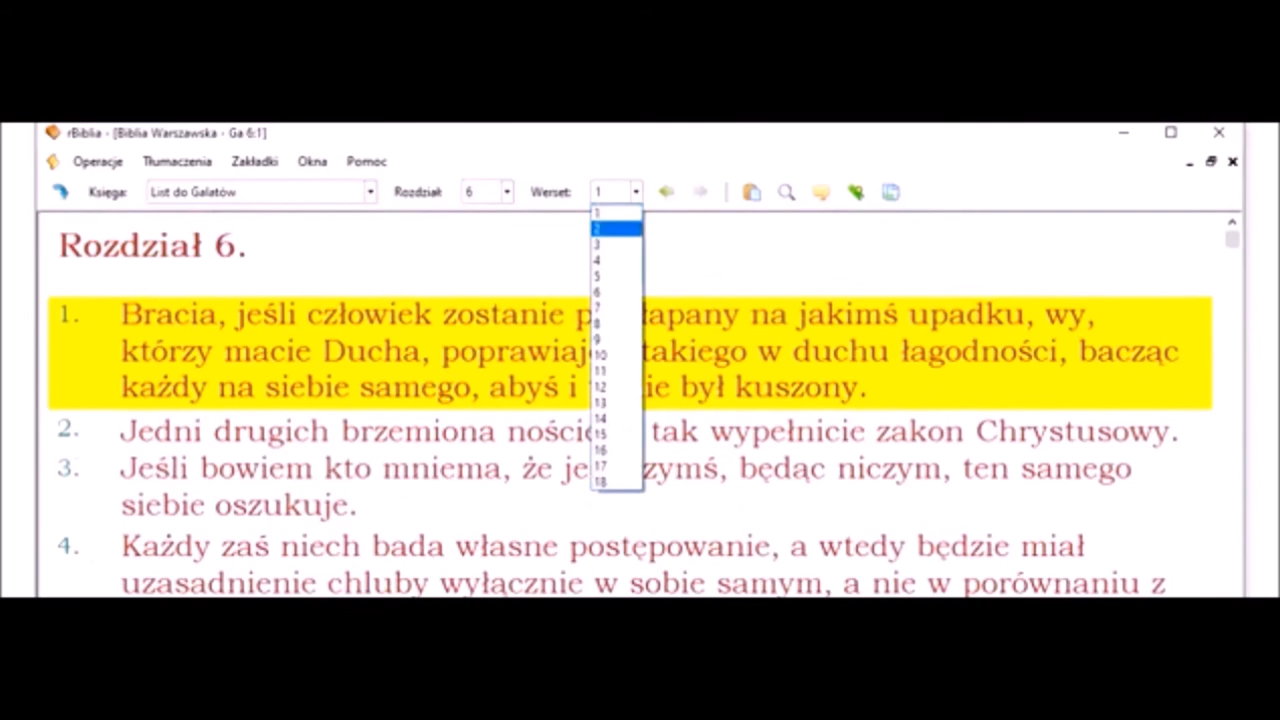 rBiblia - [Biblia Warszawska - Ga 6:1]
Operacje Tłumaczenia Zakładki Okna Pomoc
Księga: List do Galatów Rozdział: 6 Werset: 1
1
2
3
4
5
6
7
8
9
10
11
12
13
14
15
16
17
18
Rozdział 6.
1. Bracia, jeśli człowiek zostanie p łapany na jakimś upadku, wy,
którzy macie Ducha, poprawiaj takiego w duchu łagodności, bacząc
każdy na siebie samego, abyś i ie był kuszony.
2. Jedni drugich brzemiona noście tak wypełnicie zakon Chrystusowy.
3. Jeśli bowiem kto mniema, że je zymś, będąc niczym, ten samego
siebie oszukuje.
4. Każdy zaś niech bada własne postępowanie, a wtedy będzie miał
uzasadnienie chluby wyłącznie w sobie samym, a nie w porównaniu z